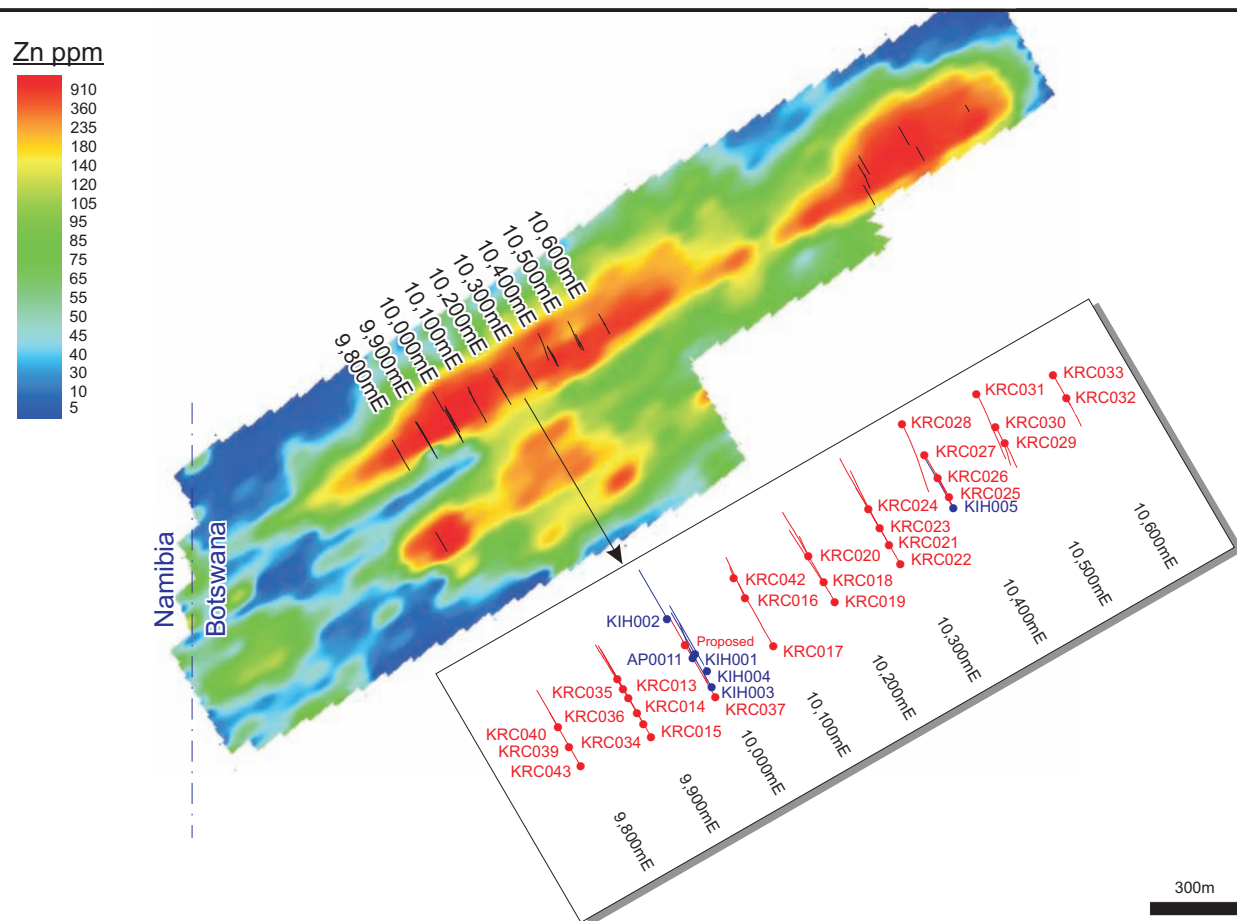 Zn ppm
910
360
235
180
140
120
105
95
85
75
65
55
50
45
40
30
10
5
10,600mE
10,500mE
10,400mE
10,300mE
10,200mE
10,100mE
10,000mE
9,900mE
9,800mE
Namibia
Botswana
KRC033
KRC032
KRC031
KRC030
KRC029
KRC028
KRC027
KRC026
KRC025
KIH005
KRC024
KRC023
KRC021
KRC022
KRC020
KRC018
KRC019
KRC042
KRC016
KRC017
KIH002
Proposed
AP0011
KIH001
KIH004
KIH003
KRC037
KRC035
KRC013
KRC036
KRC014
KRC034
KRC015
KRC040
KRC039
KRC043
10,600mE
10,500mE
10,400mE
10,300mE
10,200mE
10,100mE
10,000mE
9,900mE
9,800mE
300m